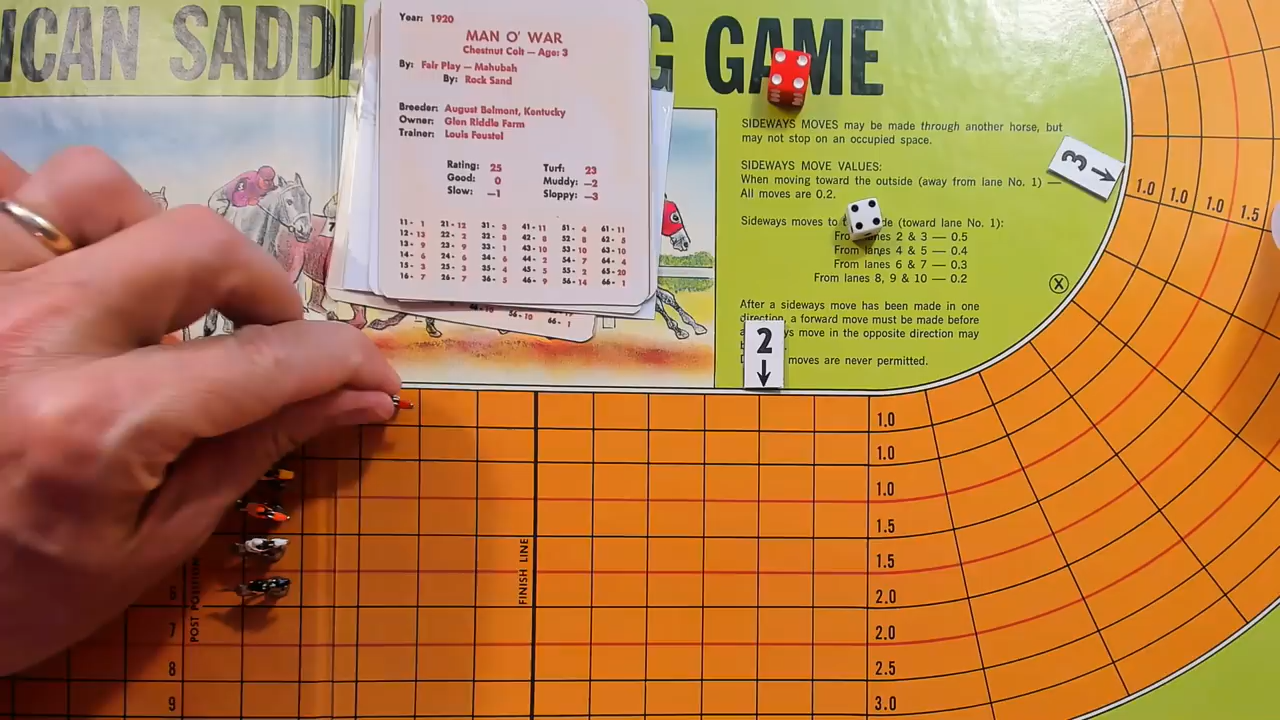 ICAN SADDL G GAME
Year: 1920
MAN O' WAR
Chestnut Colt — Age: 3
By: Fair Play — Mahubah
By: Rock Sand
Breeder: August Belmont, Kentucky
Owner: Glen Riddle Farm
Trainer: Louis Feustel
Rating: 25 Turf: 23
Good: 0 Muddy: –2
Slow: –1 Sloppy: –3
11 - 1 21 - 12 31 - 3 41 - 11 51 - 4 61 - 11
12 - 13 22 - 2 32 - 8 42 - 8 52 - 8 62 - 5
13 - 9 23 - 9 33 - 1 43 - 10 53 - 10 63 - 10
14 - 6 24 - 6 34 - 6 44 - 2 54 - 7 64 - 4
15 - 3 25 - 3 35 - 4 45 - 5 55 - 2 65 - 20
16 - 7 26 - 7 36 - 5 46 - 9 56 - 14 66 - 1
56 - 10
66 - 1
SIDEWAYS MOVES may be made through another horse, but
may not stop on an occupied space.
SIDEWAYS MOVE VALUES:
When moving toward the outside (away from lane No. 1) —
All moves are 0.2.
Sideways moves to de (toward lane No. 1):
From lanes 2 & 3 — 0.5
From lanes 4 & 5 — 0.4
From lanes 6 & 7 — 0.3
From lanes 8, 9 & 10 — 0.2
After a sideways move has been made in one
direction, a forward move must be made before
ys move in the opposite direction may
moves are never permitted.
X
2
3
1.0 1.0 1.0 1.5
1.0
1.0
1.0
1.5
1.5
2.0
2.0
2.5
3.0
FINISH LINE
POST POSITION
6
7
8
9